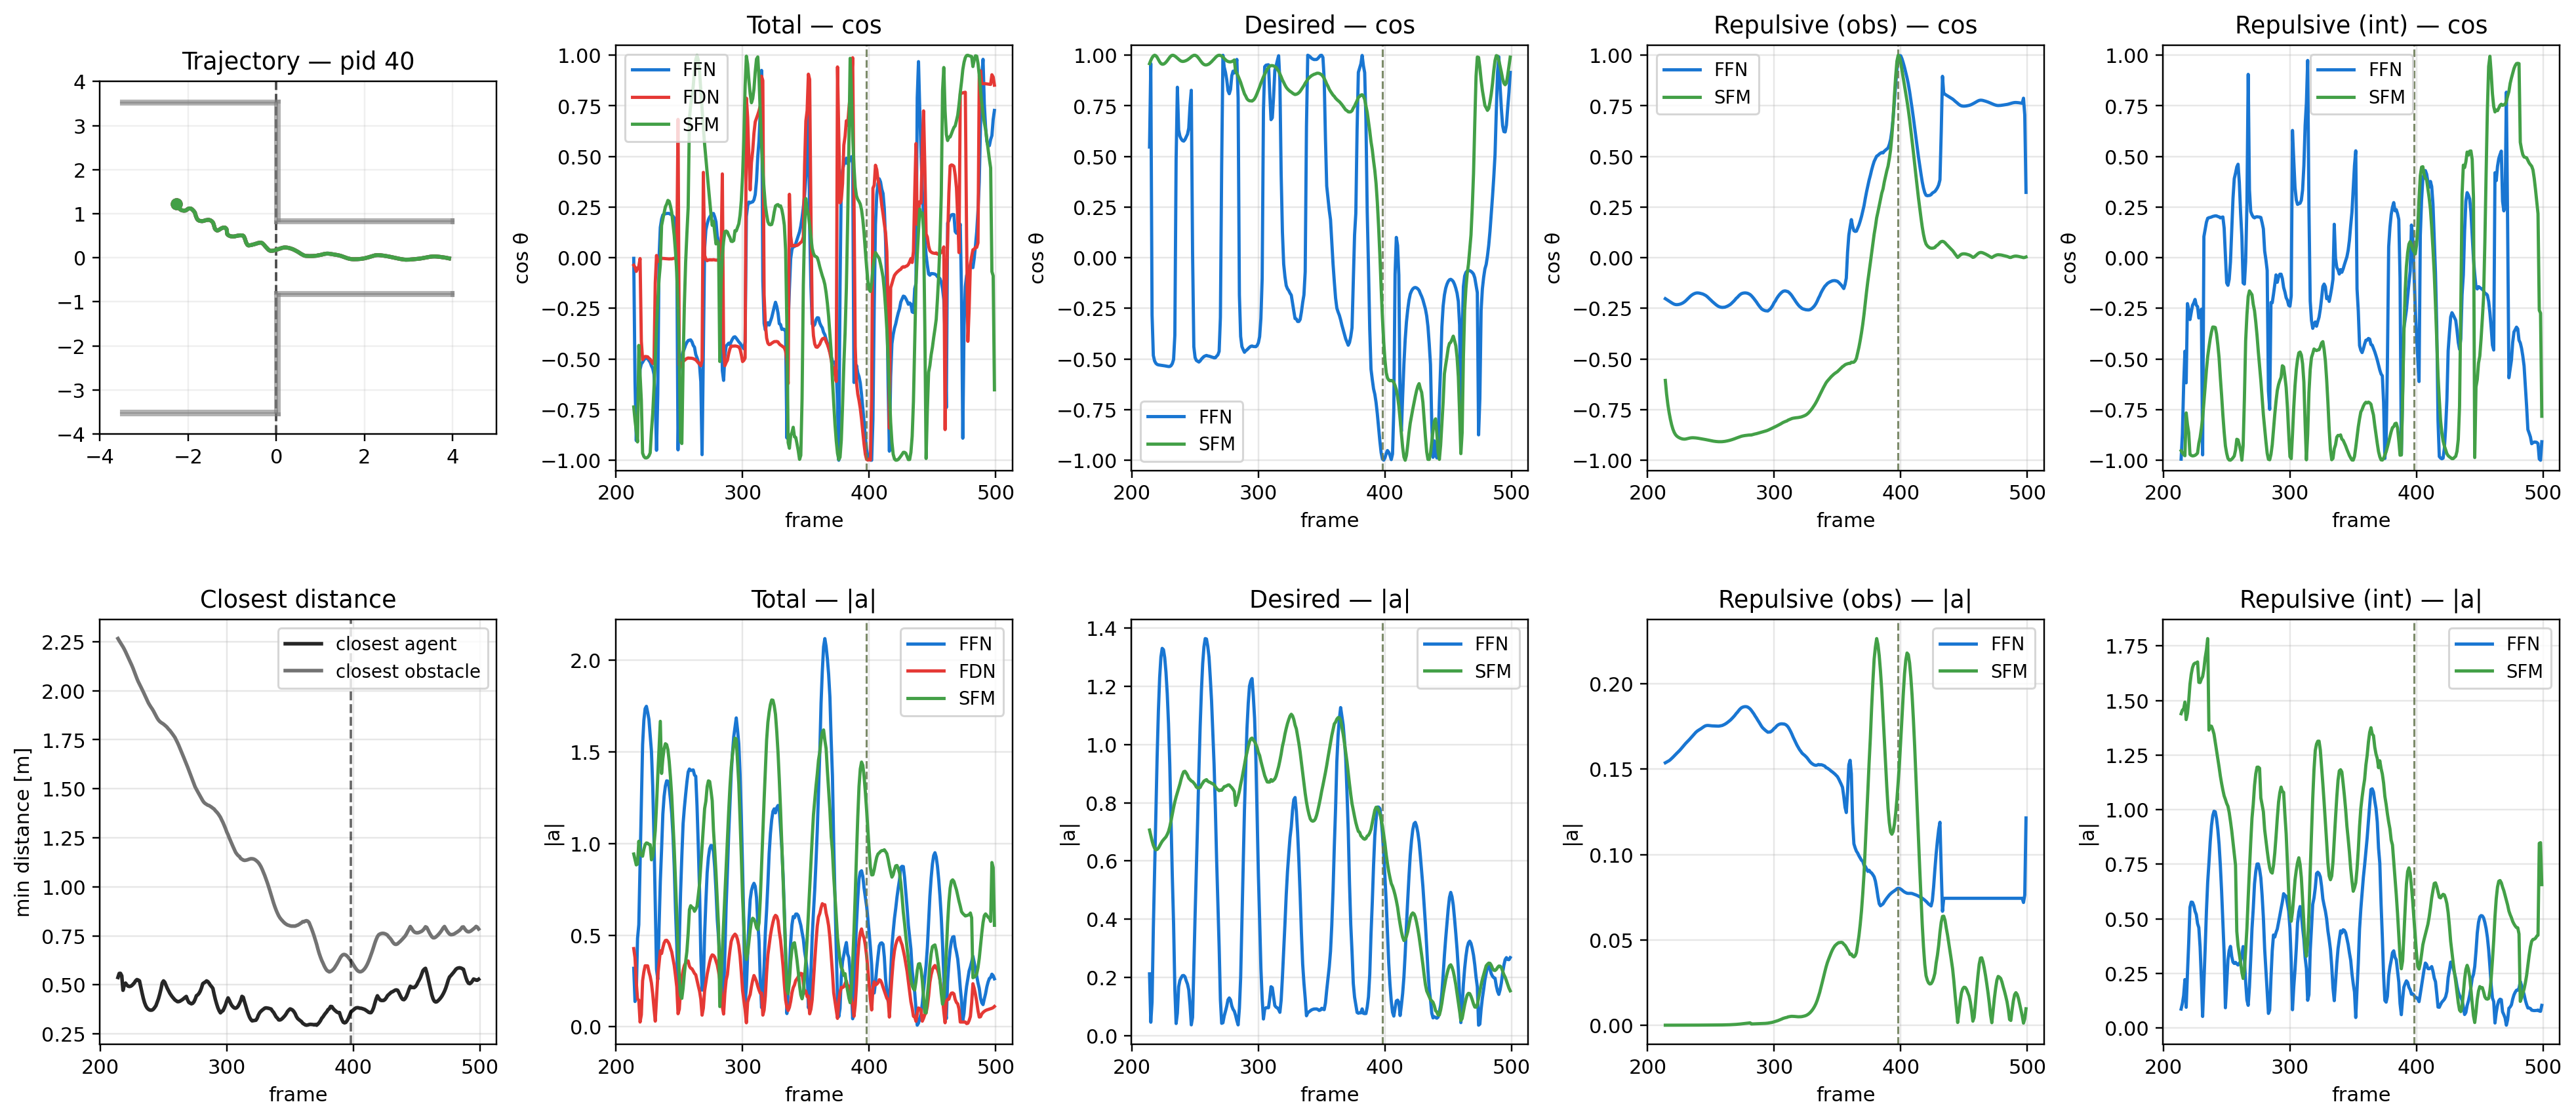 Trajectory — pid 40
4
3
2
1
0
−1
−2
−3
−4
−4
−2
0
2
4
Total — cos
cos θ
1.00
0.75
0.50
0.25
0.00
−0.25
−0.50
−0.75
−1.00
FFN
FDN
SFM
200
300
400
500
frame
Desired — cos
cos θ
1.00
0.75
0.50
0.25
0.00
−0.25
−0.50
−0.75
−1.00
FFN
SFM
200
300
400
500
frame
Repulsive (obs) — cos
cos θ
1.00
0.75
0.50
0.25
0.00
−0.25
−0.50
−0.75
−1.00
FFN
SFM
200
300
400
500
frame
Repulsive (int) — cos
cos θ
1.00
0.75
0.50
0.25
0.00
−0.25
−0.50
−0.75
−1.00
FFN
SFM
200
300
400
500
frame
Closest distance
min distance [m]
2.25
2.00
1.75
1.50
1.25
1.00
0.75
0.50
0.25
closest agent
closest obstacle
200
300
400
500
frame
Total — |a|
|a|
2.0
1.5
1.0
0.5
0.0
FFN
FDN
SFM
200
300
400
500
frame
Desired — |a|
|a|
1.4
1.2
1.0
0.8
0.6
0.4
0.2
0.0
FFN
SFM
200
300
400
500
frame
Repulsive (obs) — |a|
|a|
0.20
0.15
0.10
0.05
0.00
FFN
SFM
200
300
400
500
frame
Repulsive (int) — |a|
|a|
1.75
1.50
1.25
1.00
0.75
0.50
0.25
0.00
FFN
SFM
200
300
400
500
frame